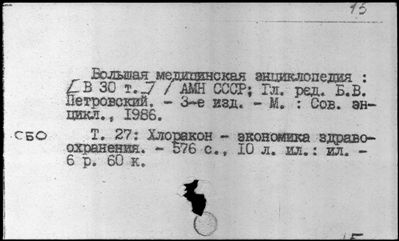 15
Большая медицинская энциклопедия :
[В 30 т.] / АМН СССР; Гл. ред. Б.В.
Петровский. - 3-е изд. - М. : Сов. эн-
цикл., 1986.
СБО Т. 27: Хлоракон - экономика здраво-
охранения. - 576 с., 10 л. ил.: ил. -
6 р. 60 к.